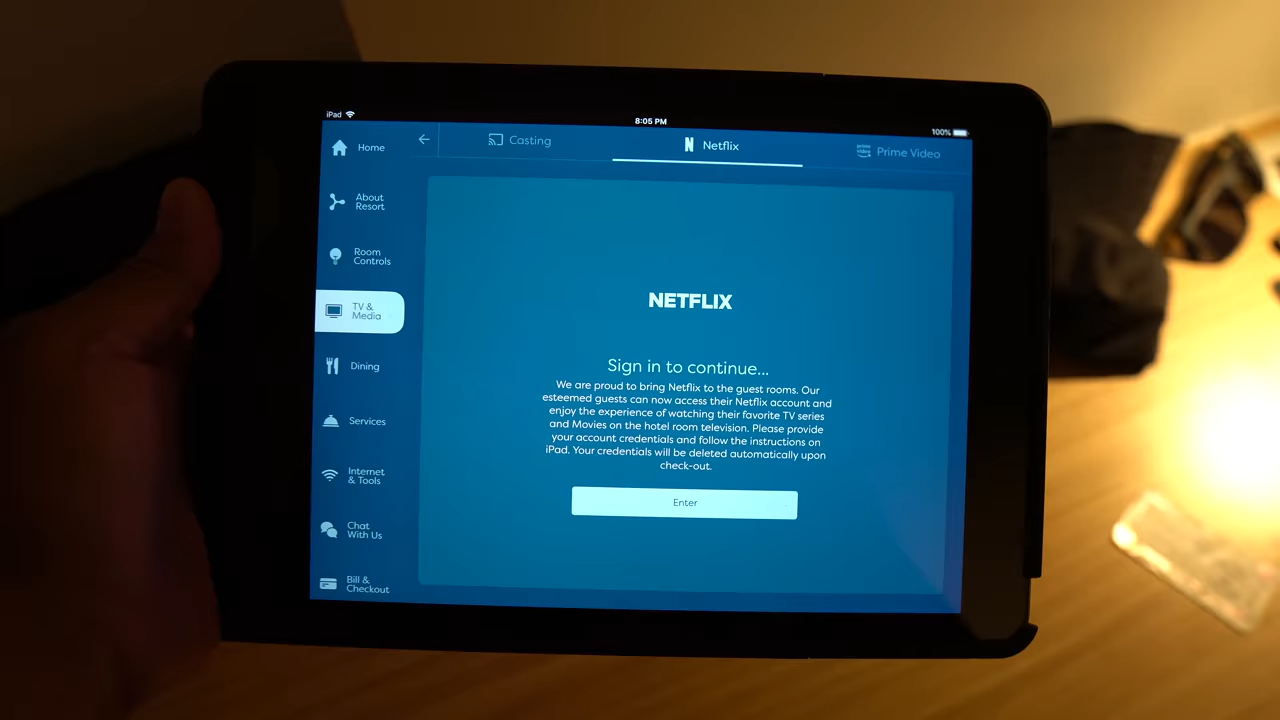 iPad
8:05 PM
100%
Home
Casting
Netflix
prime video
Prime Video
About
Resort
Room
Controls
TV &
Media
Dining
Services
Internet
& Tools
Chat
With Us
Bill &
Checkout
NETFLIX
Sign in to continue...
We are proud to bring Netflix to the guest rooms. Our
esteemed guests can now access their Netflix account and
enjoy the experience of watching their favorite TV series
and Movies on the hotel room television. Please provide
your account credentials and follow the instructions on
iPad. Your credentials will be deleted automatically upon
check-out.
Enter